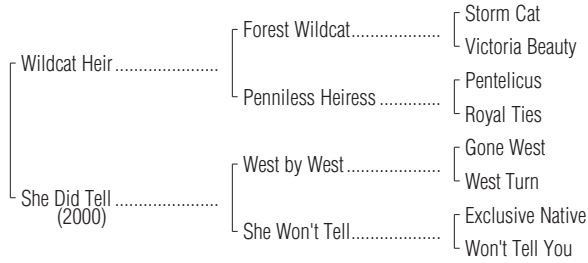 Storm Cat
Forest Wildcat....................
Victoria Beauty
Wildcat Heir .......................
Pentelicus
Penniless Heiress ..............
Royal Ties
Gone West
West by West .....................
West Turn
She Did Tell .......................
(2000)
Exclusive Native
She Won't Tell....................
Won't Tell You